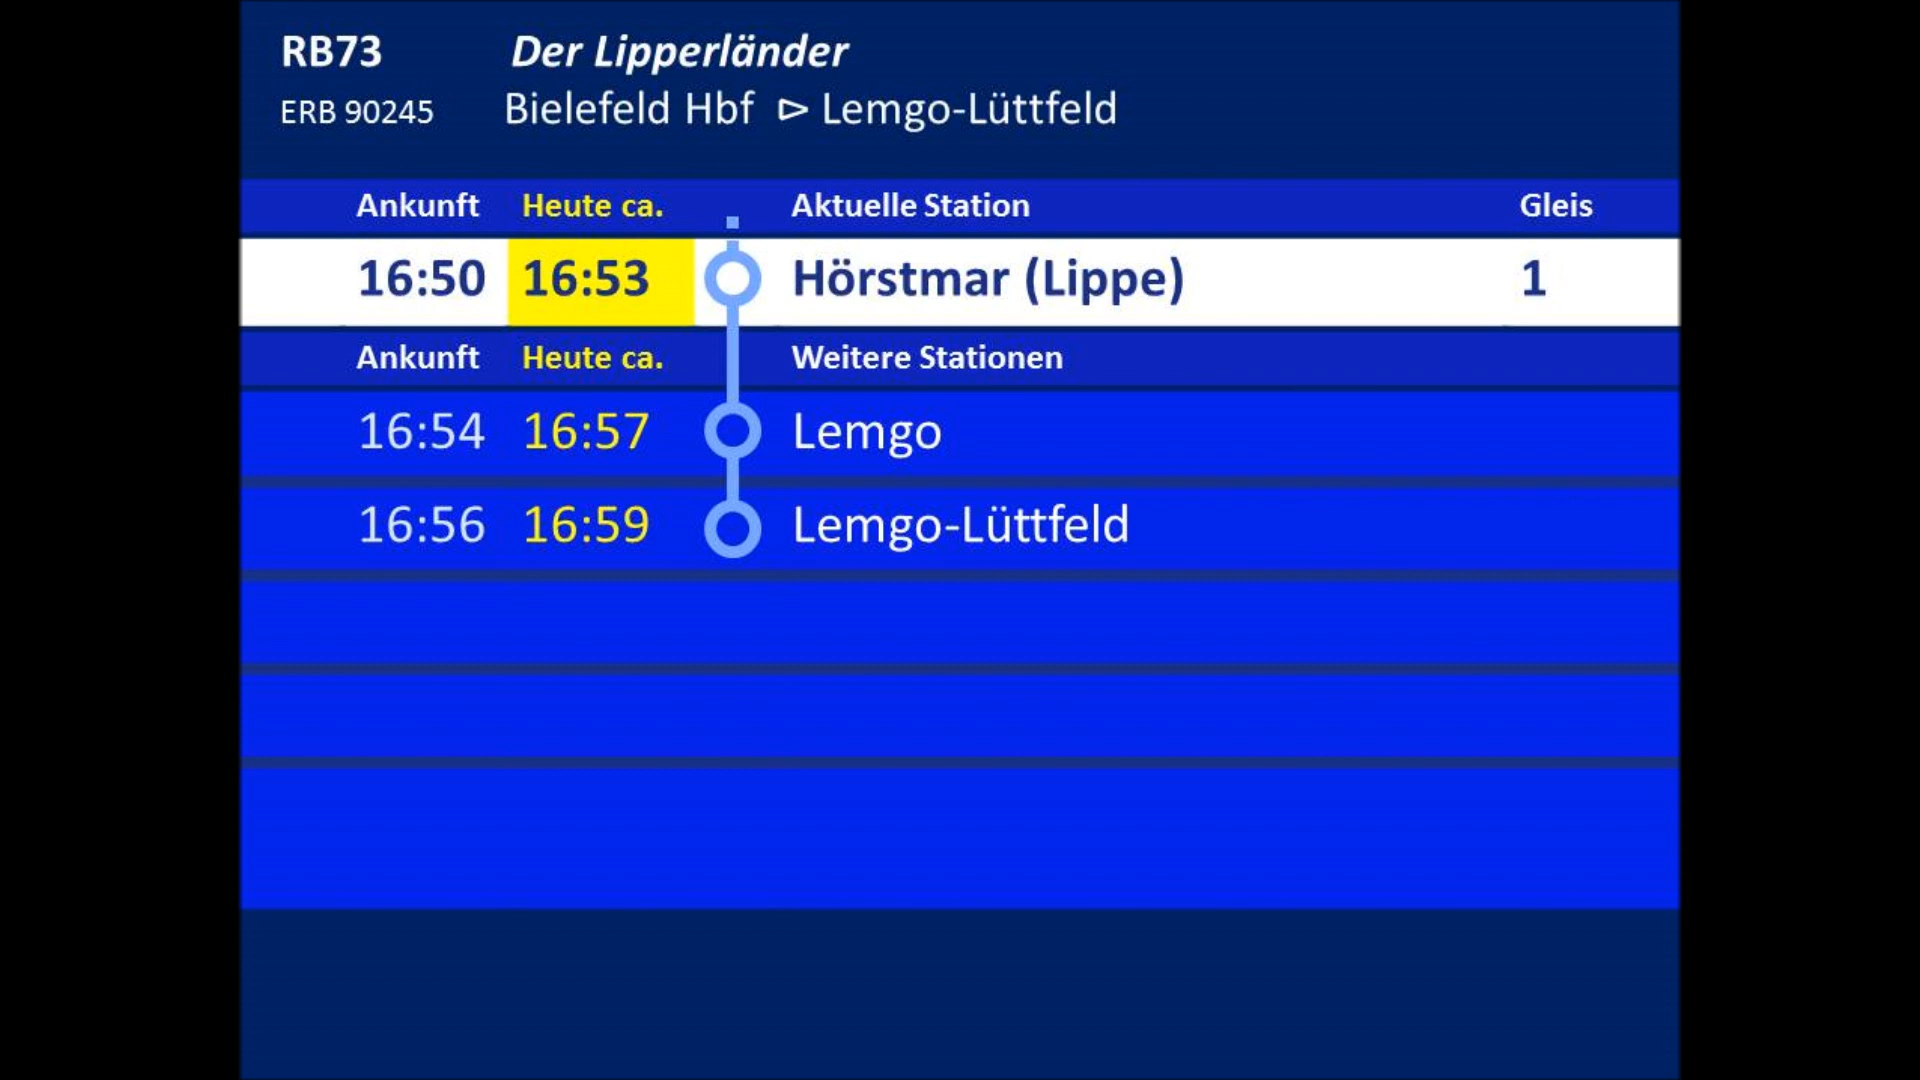 RB73 Der Lipperländer
ERB 90245 Bielefeld Hbf ▻ Lemgo-Lüttfeld
Ankunft Heute ca. Aktuelle Station Gleis
16:50 16:53 Hörstmar (Lippe) 1
Ankunft Heute ca. Weitere Stationen
16:54 16:57 Lemgo
16:56 16:59 Lemgo-Lüttfeld